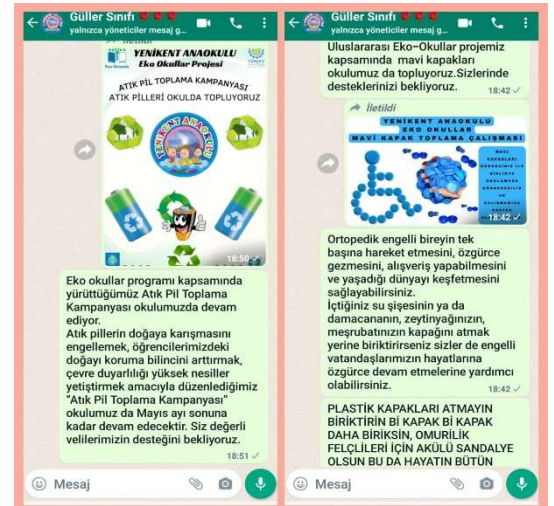 Güller Sınıfı
yalnızca yöneticiler mesaj g...
İletildi
YENİKENT ANAOKULU
Eko Okullar Projesi
ATIK PİL TOPLAMA KAMPANYASI
ATIK PİLLERİ OKULDA TOPLUYORUZ
YENİKENT ANAOKULU
18:50
Eko okullar programı kapsamında
yürüttüğümüz Atık Pil Toplama
Kampanyası okulumuzda devam
ediyor.
Atık pillerin doğaya karışmasını
engellemek, öğrencilerimizdeki
doğayı koruma bilincini arttırmak,
çevre duyarlılığı yüksek nesiller
yetiştirmek amacıyla düzenlediğimiz
“Atık Pil Toplama Kampanyası”
okulumuz da Mayıs ayı sonuna
kadar devam edecektir. Siz değerli
velilerimizin desteğini bekliyoruz.
18:51
Mesaj
Güller Sınıfı
yalnızca yöneticiler mesaj g...
Uluslararası Eko-Okullar projemiz
kapsamında mavi kapakları
okulumuz da topluyoruz.Sizlerinde
desteklerinizi bekliyoruz.
18:42
İletildi
YENİKENT ANAOKULU
EKO OKULLAR
MAVİ KAPAK TOPLAMA ÇALIŞMASI
MAVİ
18:42
Ortopedik engelli bireyin tek
başına hareket etmesini, özgürce
gezmesini, alışveriş yapabilmesini
ve yaşadığı dünyayı keşfetmesini
sağlayabilirsiniz.
İçtiğiniz su şişesinin ya da
damacananın, zeytinyağınızın,
meşrubatınızın kapağını atmak
yerine biriktirirseniz sizler de engelli
vatandaşlarımızın hayatlarına
özgürce devam etmelerine yardımcı
olabilirsiniz.
18:42
PLASTİK KAPAKLARI ATMAYIN
BİRİKTİRİN Bİ KAPAK Bİ KAPAK
DAHA BİRİKSİN, OMURİLİK
FELÇLİLERİ İÇİN AKÜLÜ SANDALYE
OLSUN BU DA HAYATIN BÜTÜN
Mesaj